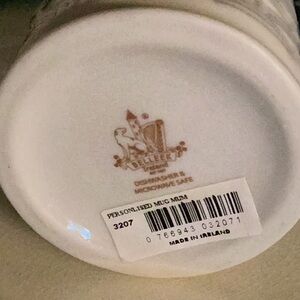 BELLEEK
DISHWASHER &
MICROWAVE SAFE
PERSONLISED MUG MUM
3207
0 766943 032071
MADE IN IRELAND